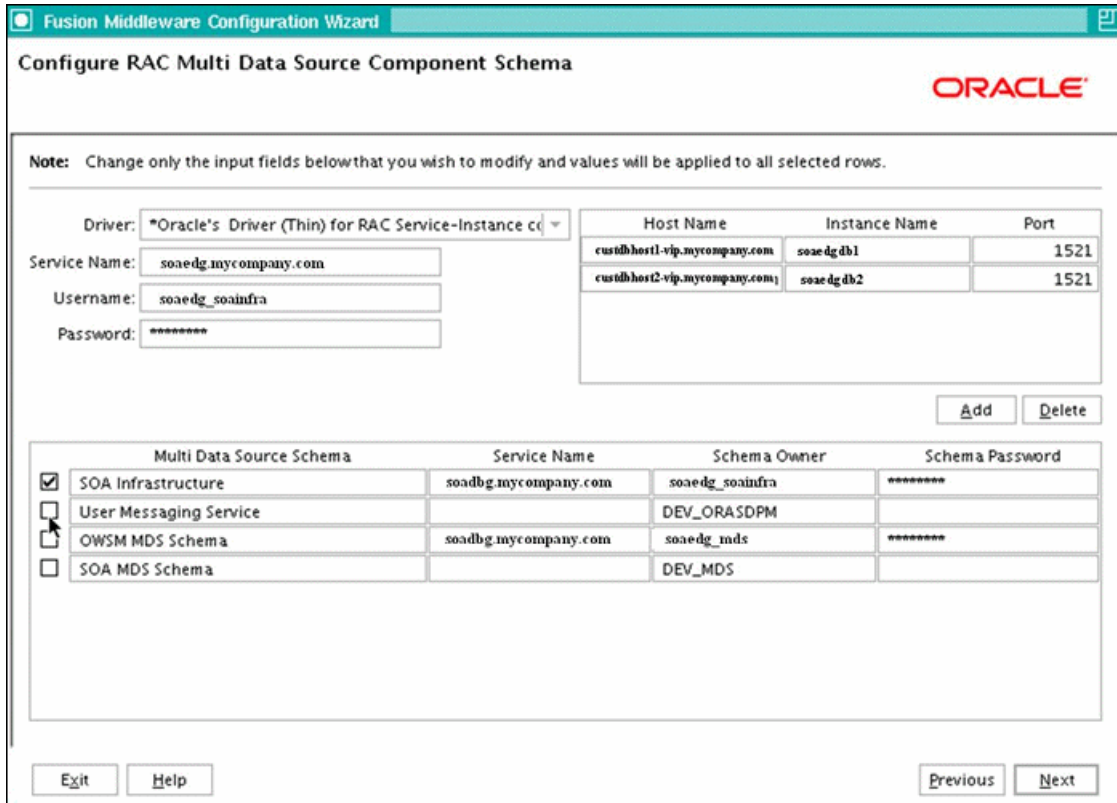 Fusion Middleware Configuration Wizard
Configure RAC Multi Data Source Component Schema
ORACLE
Note: Change only the input fields below that you wish to modify and values will be applied to all selected rows.
Driver: *Oracle's Driver (Thin) for RAC Service-Instance co
Service Name: soaedg.mycompany.com
Username: soaedg_soainfra
Password: ********
Host Name Instance Name Port
custdbhost1-vip.mycompany.com soaedgdb1 1521
custdbhost2-vip.mycompany.com soaedgdb2 1521
Add Delete
Multi Data Source Schema Service Name Schema Owner Schema Password
SOA Infrastructure soadbg.mycompany.com soaedg_soainfra ********
User Messaging Service DEV_ORASDPM
OWSM MDS Schema soadbg.mycompany.com soaedg_mds ********
SOA MDS Schema DEV_MDS
Exit Help Previous Next